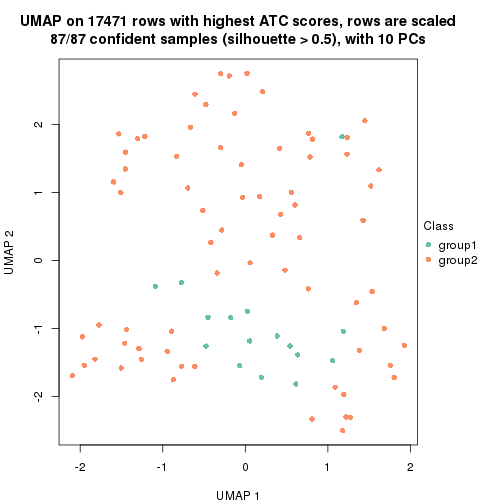 UMAP on 17471 rows with highest ATC scores, rows are scaled
87/87 confident samples (silhouette > 0.5), with 10 PCs
Class
group1
group2
UMAP 2
2
1
0
-1
-2
-2
-1
0
1
2
UMAP 1